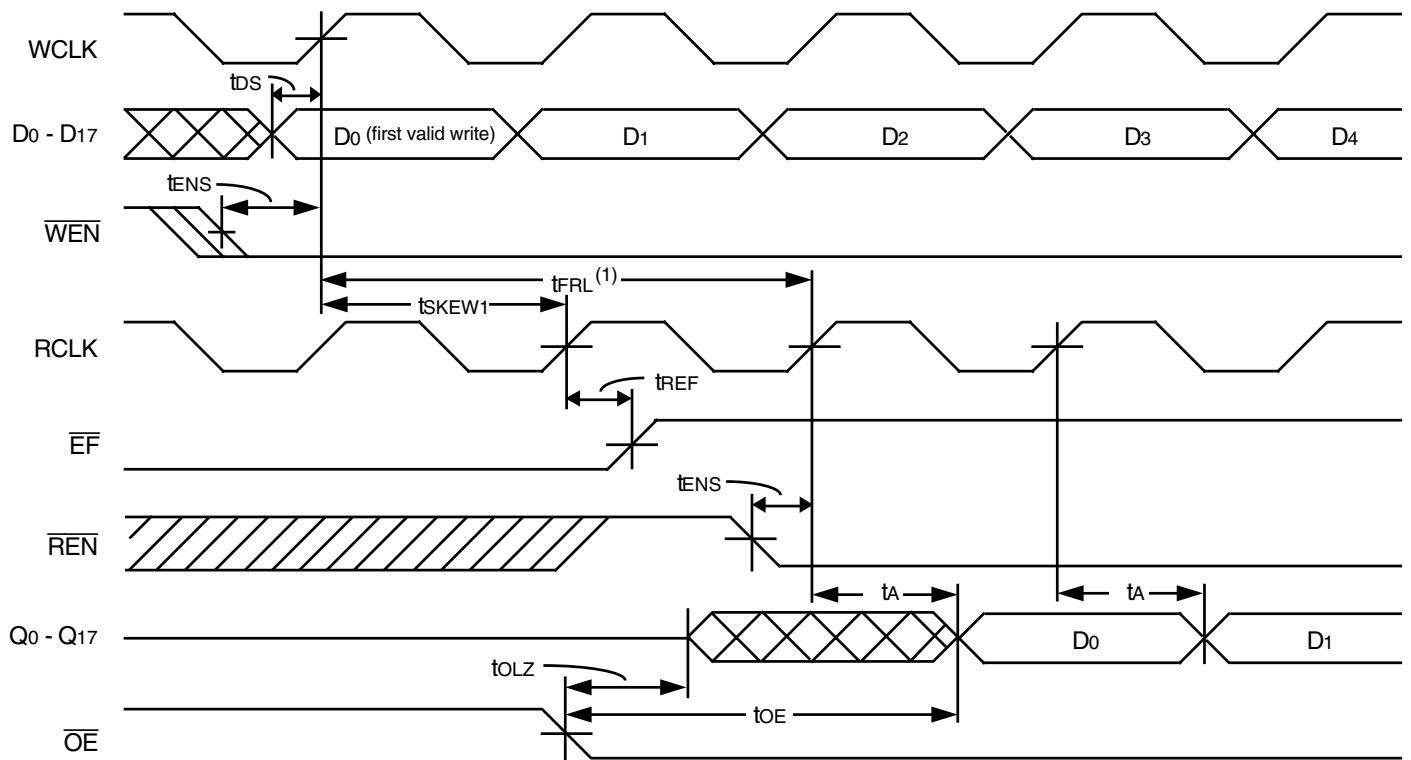 WCLK
tDS
D0 - D17
D0 (first valid write)
D1
D2
D3
D4
tENS
WEN
tFRL(1)
tSKEW1
RCLK
tREF
EF
tENS
REN
tA
tA
Q0 - Q17
D0
D1
tOLZ
tOE
OE